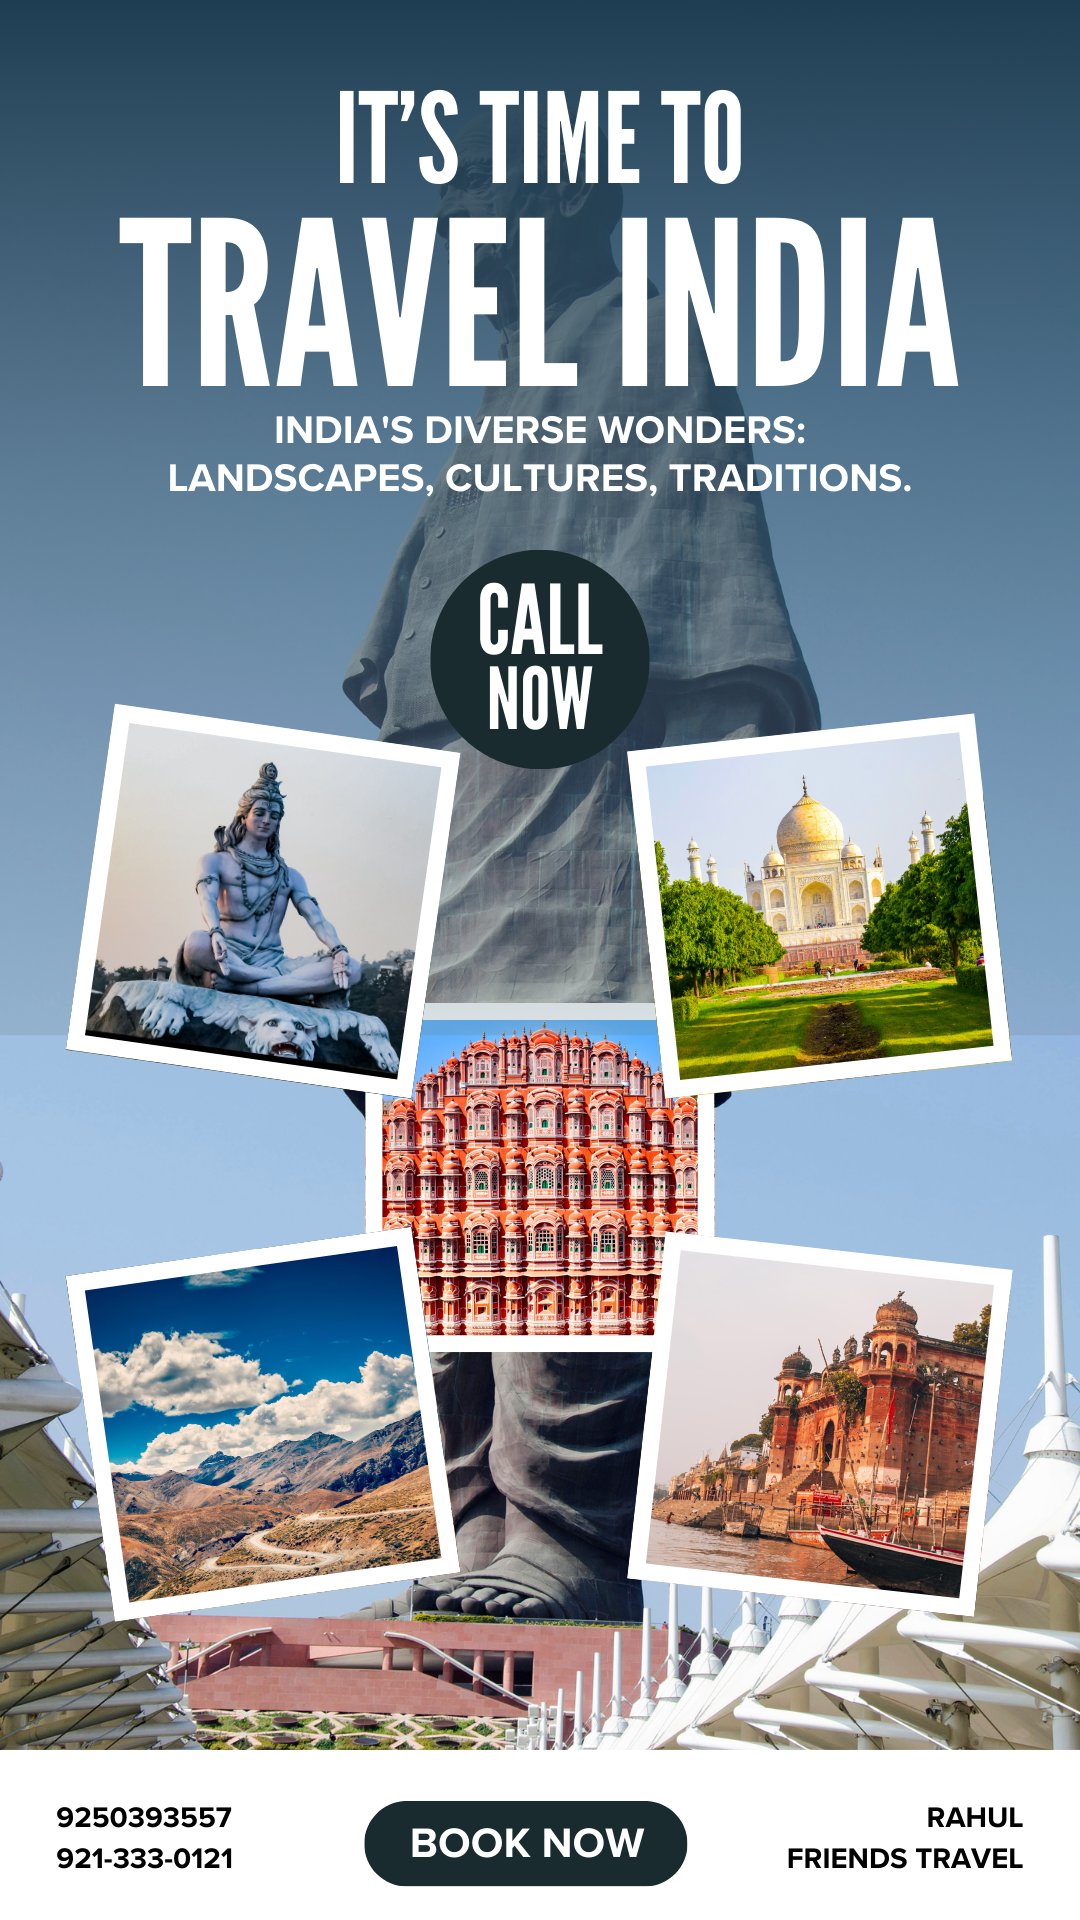 IT’S TIME TO
TRAVEL INDIA
INDIA'S DIVERSE WONDERS:
LANDSCAPES, CULTURES, TRADITIONS.
CALL
NOW
9250393557
921-333-0121
BOOK NOW
RAHUL
FRIENDS TRAVEL